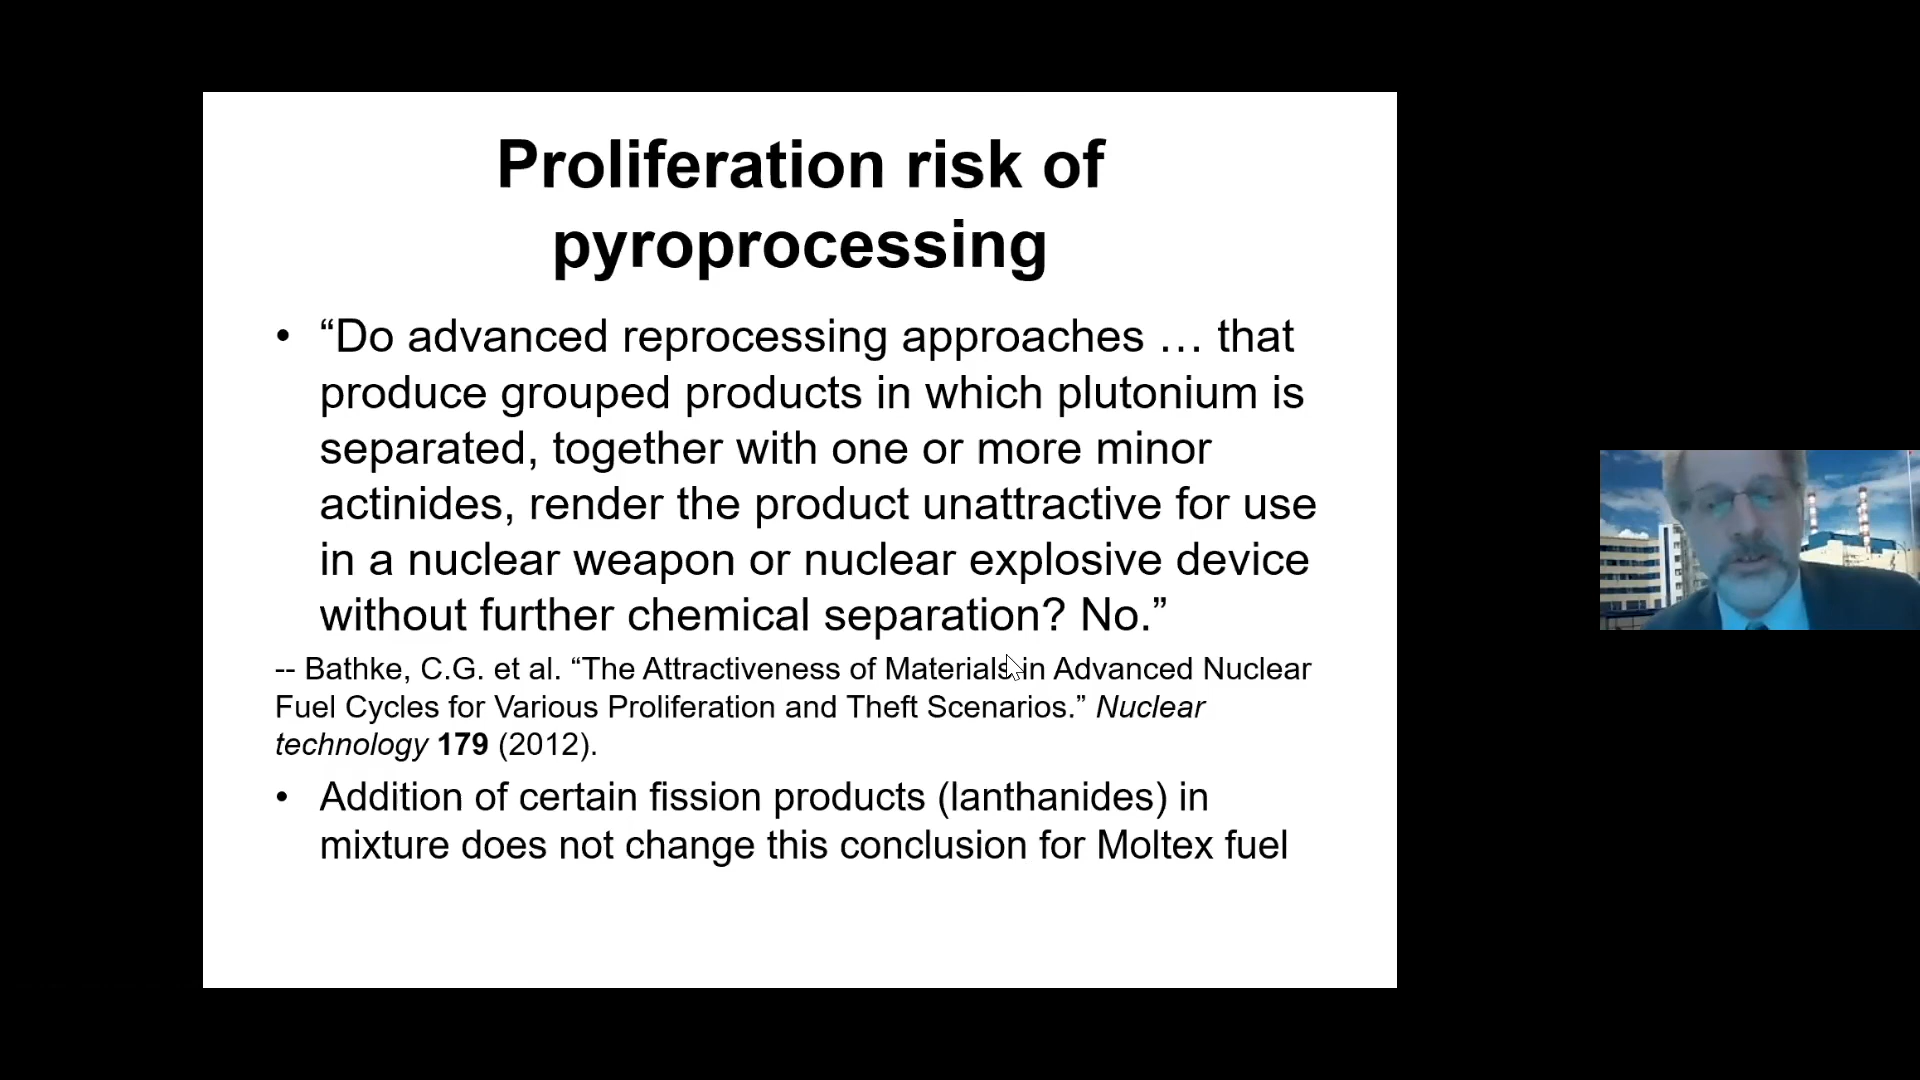 Proliferation risk of
pyroprocessing
• “Do advanced reprocessing approaches … that
produce grouped products in which plutonium is
separated, together with one or more minor
actinides, render the product unattractive for use
in a nuclear weapon or nuclear explosive device
without further chemical separation? No.”
-- Bathke, C.G. et al. “The Attractiveness of Materials in Advanced Nuclear
Fuel Cycles for Various Proliferation and Theft Scenarios.” Nuclear
technology 179 (2012).
• Addition of certain fission products (lanthanides) in
mixture does not change this conclusion for Moltex fuel